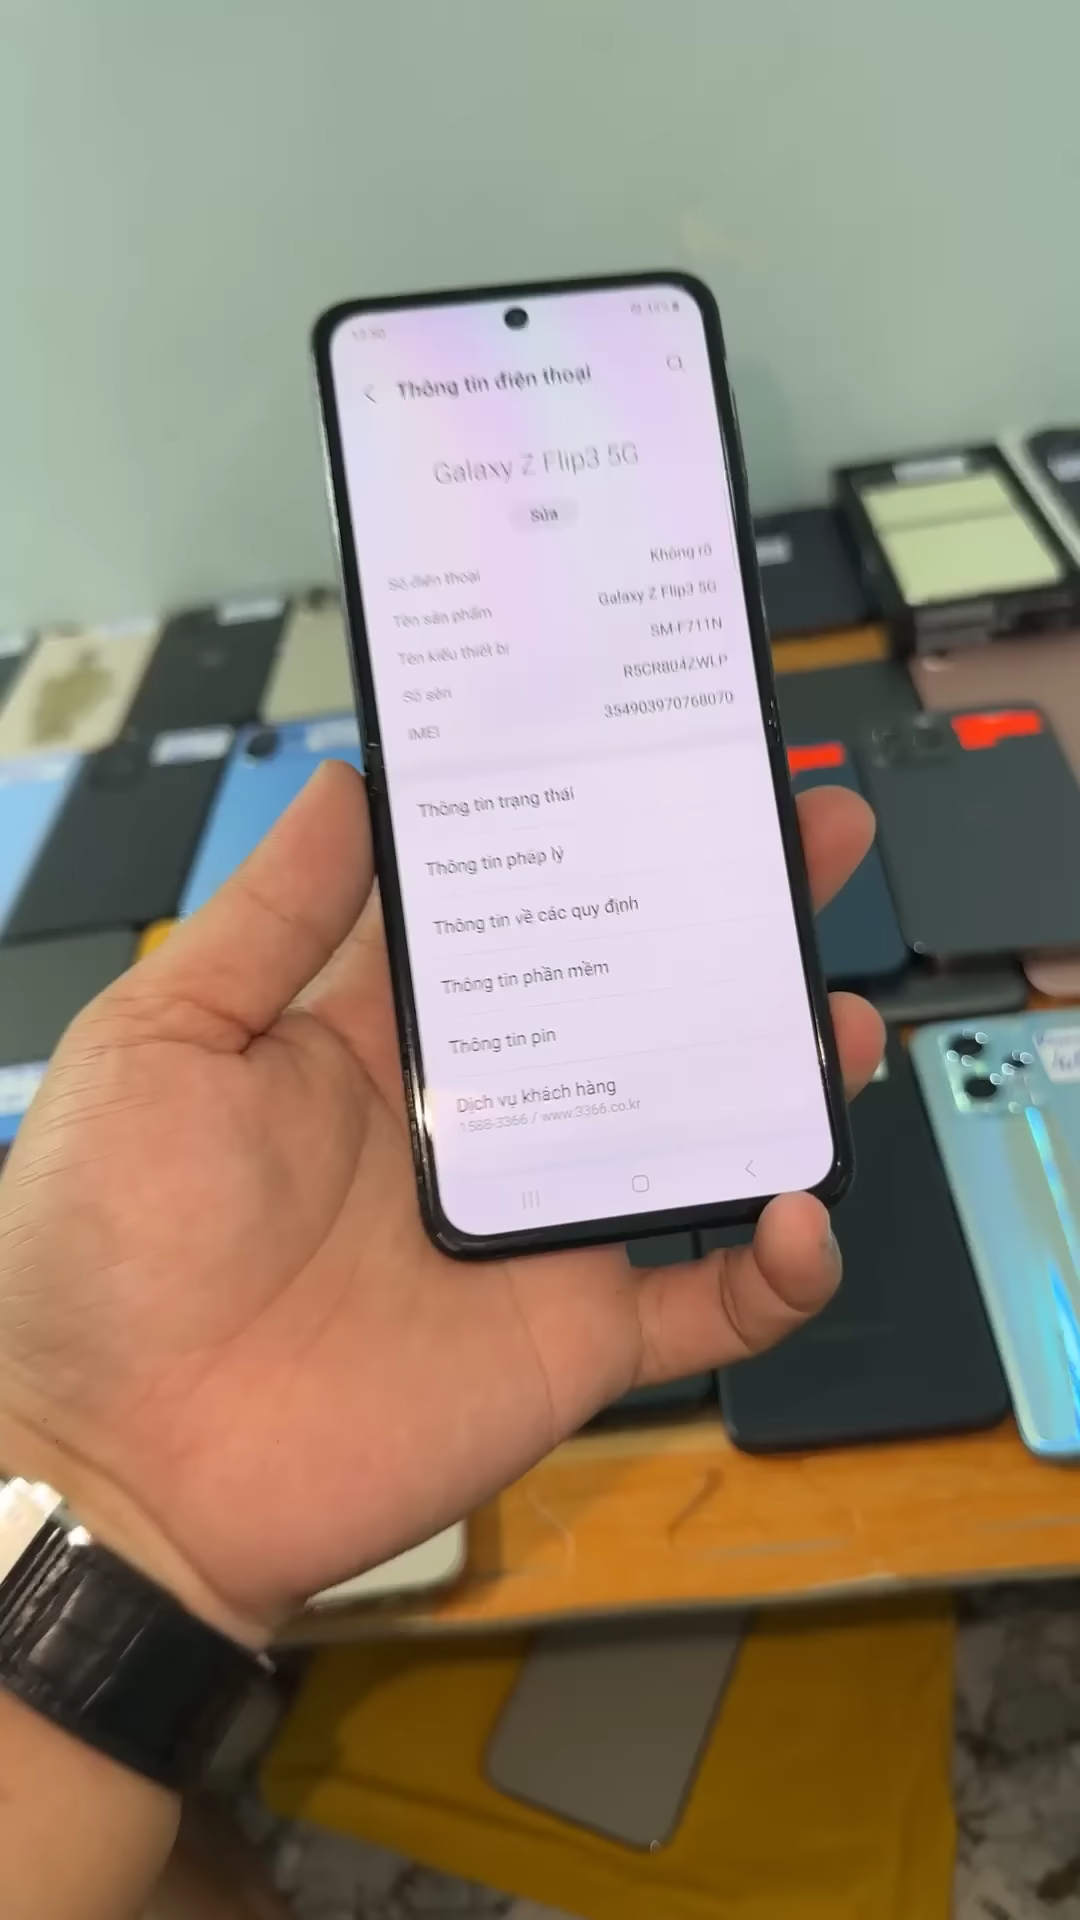 12:50
Thông tin điện thoại
Galaxy Z Flip3 5G
Sửa
Số điện thoại Không rõ
Tên sản phẩm Galaxy Z Flip3 5G
Tên kiểu thiết bị SM-F711N
Số sêri R5CR804ZWLP
IMEI 354903970768070
Thông tin trạng thái
Thông tin pháp lý
Thông tin về các quy định
Thông tin phần mềm
Thông tin pin
Dịch vụ khách hàng
1588-3366 / www.3366.co.kr